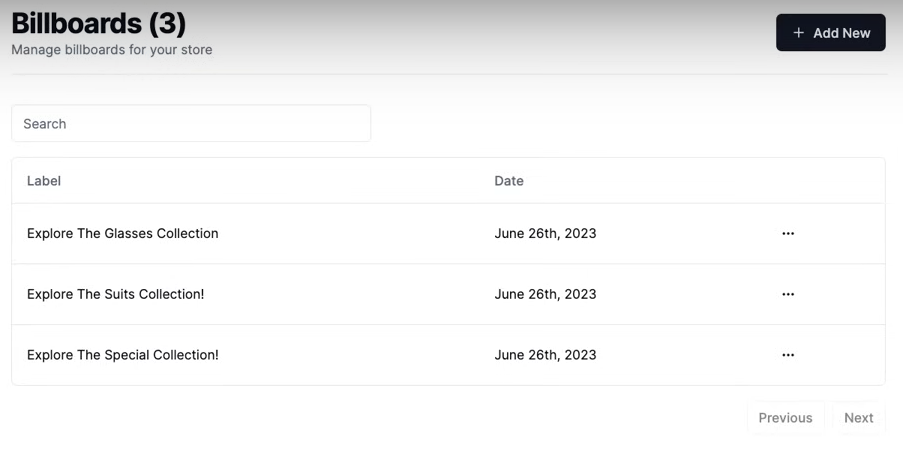 Billboards (3)
Manage billboards for your store
+ Add New
Search
Label Date
Explore The Glasses Collection June 26th, 2023 ...
Explore The Suits Collection! June 26th, 2023 ...
Explore The Special Collection! June 26th, 2023 ...
Previous Next